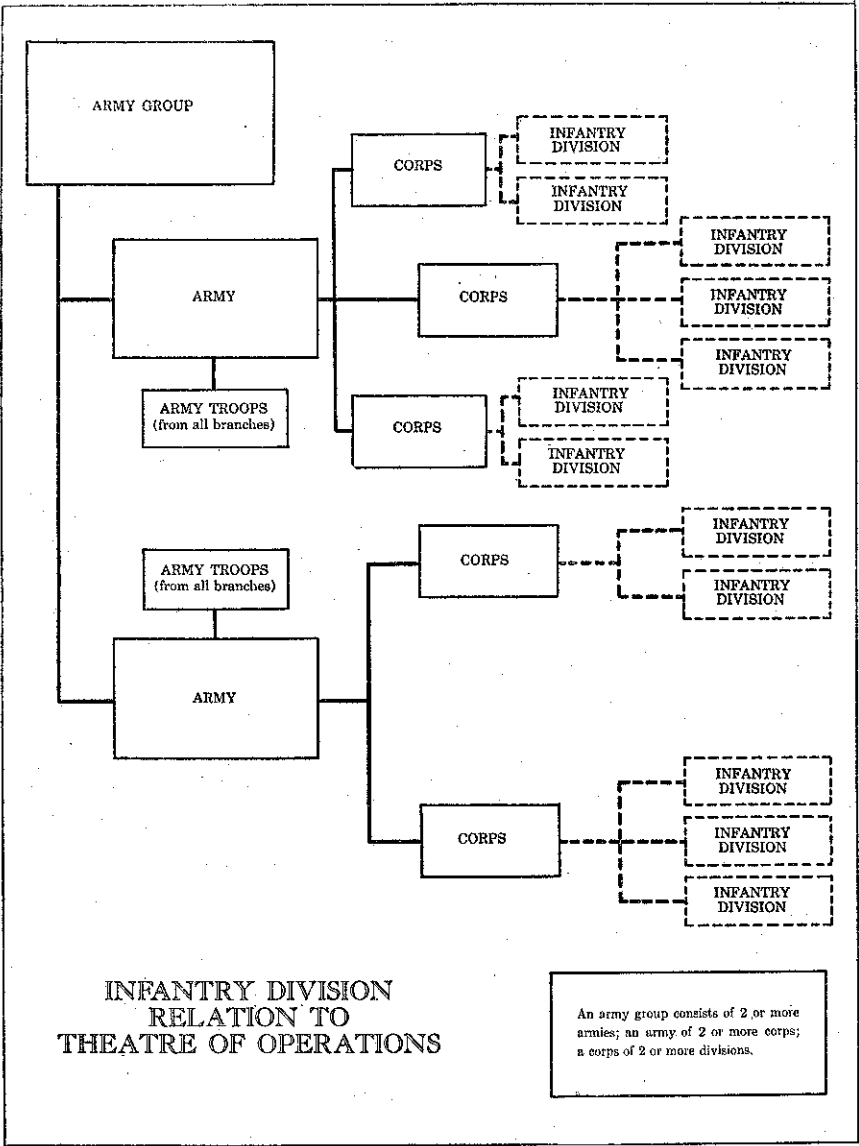 ARMY GROUP
CORPS
INFANTRY
DIVISION
INFANTRY
DIVISION
ARMY
CORPS
INFANTRY
DIVISION
INFANTRY
DIVISION
INFANTRY
DIVISION
ARMY TROOPS
(from all branches)
CORPS
INFANTRY
DIVISION
INFANTRY
DIVISION
ARMY TROOPS
(from all branches)
CORPS
INFANTRY
DIVISION
INFANTRY
DIVISION
ARMY
CORPS
INFANTRY
DIVISION
INFANTRY
DIVISION
INFANTRY
DIVISION
INFANTRY DIVISION
RELATION TO
THEATRE OF OPERATIONS
An army group consists of 2 or more
armies; an army of 2 or more corps;
a corps of 2 or more divisions.